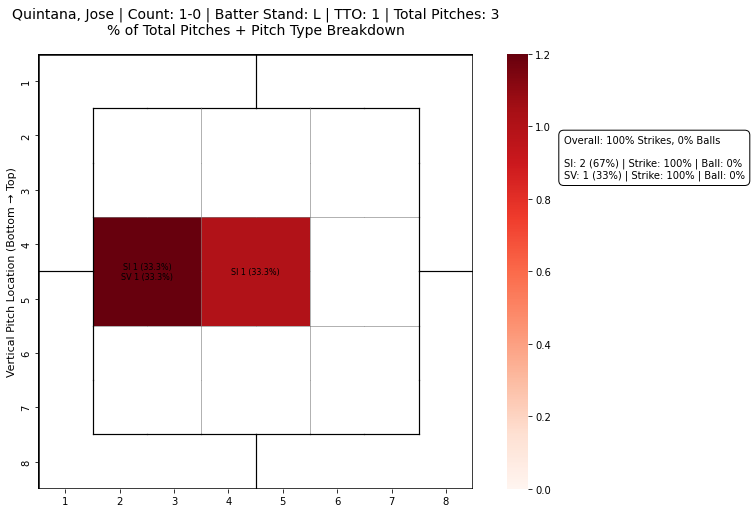 Quintana, Jose | Count: 1-0 | Batter Stand: L | TTO: 1 | Total Pitches: 3
% of Total Pitches + Pitch Type Breakdown
Vertical Pitch Location (Bottom → Top)
1
2
3
4
5
6
7
8
SI 1 (33.3%)
SV 1 (33.3%)
SI 1 (33.3%)
1 2 3 4 5 6 7 8
1.2
1.0
0.8
0.6
0.4
0.2
0.0
Overall: 100% Strikes, 0% Balls
SI: 2 (67%) | Strike: 100% | Ball: 0%
SV: 1 (33%) | Strike: 100% | Ball: 0%